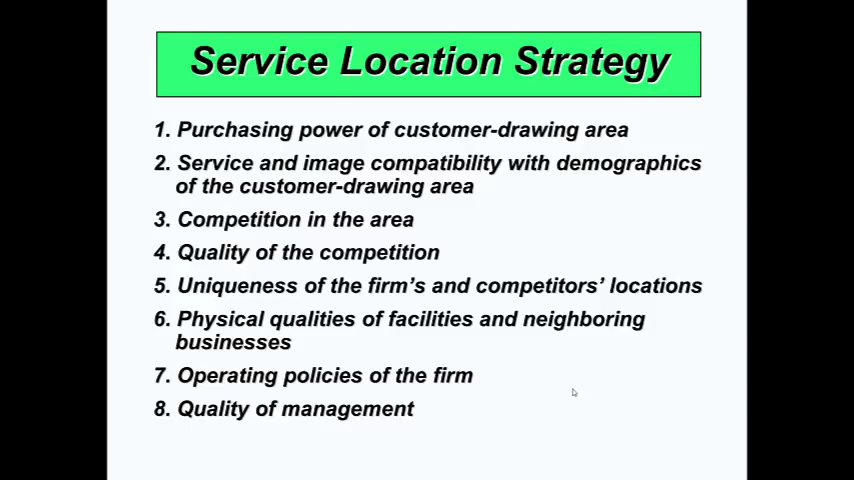 Service Location Strategy
1. Purchasing power of customer-drawing area
2. Service and image compatibility with demographics
of the customer-drawing area
3. Competition in the area
4. Quality of the competition
5. Uniqueness of the firm's and competitors' locations
6. Physical qualities of facilities and neighboring
businesses
7. Operating policies of the firm
8. Quality of management